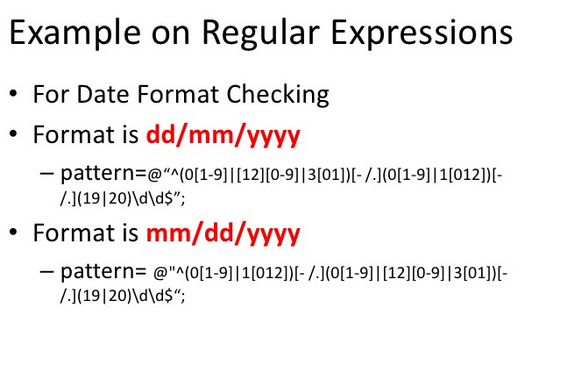 Example on Regular Expressions
• For Date Format Checking
• Format is dd/mm/yyyy
– pattern=@“^(0[1-9]|[12][0-9]|3[01])[- /.](0[1-9]|1[012])[-
/.](19|20)\d\d$”;
• Format is mm/dd/yyyy
– pattern= @"^(0[1-9]|1[012])[- /.](0[1-9]|[12][0-9]|3[01])[-
/.](19|20)\d\d$“;